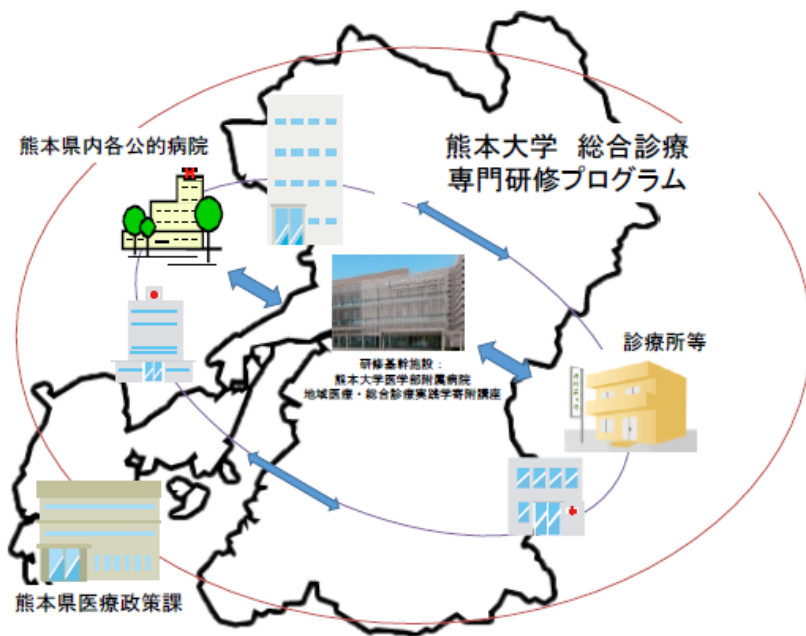 熊本県内各公的病院
熊本大学　総合診療
専門研修プログラム
研修基幹施設：
熊本大学医学部附属病院
地域医療・総合診療実践学寄附講座
診療所等
熊本県医療政策課